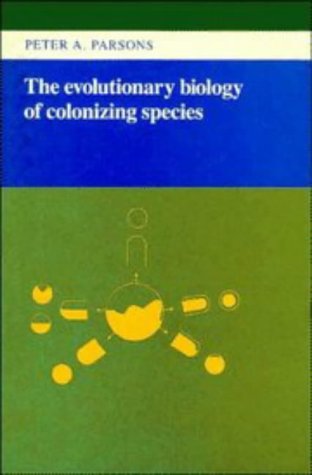 PETER A. PARSONS
The evolutionary biology
of colonizing species